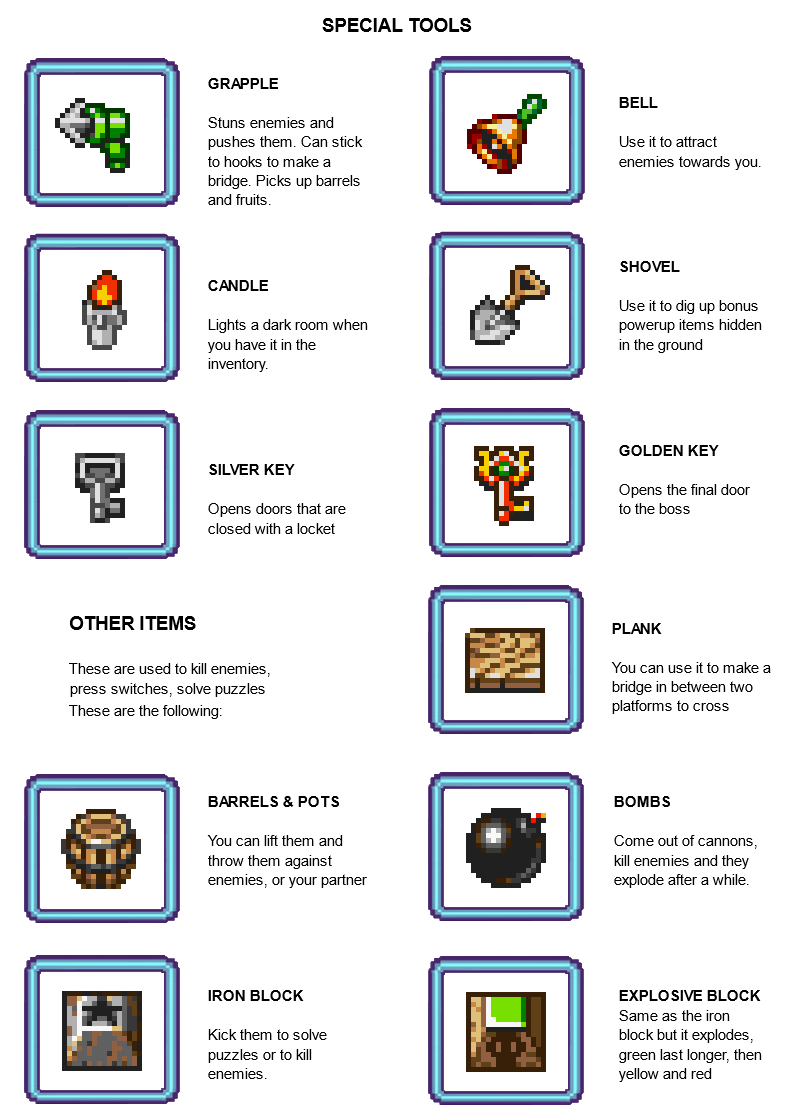 SPECIAL TOOLS
GRAPPLE
Stuns enemies and
pushes them. Can stick
to hooks to make a
bridge. Picks up barrels
and fruits.
BELL
Use it to attract
enemies towards you.
CANDLE
Lights a dark room when
you have it in the
inventory.
SHOVEL
Use it to dig up bonus
powerup items hidden
in the ground
SILVER KEY
Opens doors that are
closed with a locket
GOLDEN KEY
Opens the final door
to the boss
OTHER ITEMS
These are used to kill enemies,
press switches, solve puzzles
These are the following:
PLANK
You can use it to make a
bridge in between two
platforms to cross
BARRELS & POTS
You can lift them and
throw them against
enemies, or your partner
BOMBS
Come out of cannons,
kill enemies and they
explode after a while.
IRON BLOCK
Kick them to solve
puzzles or to kill
enemies.
EXPLOSIVE BLOCK
Same as the iron
block but it explodes,
green last longer, then
yellow and red